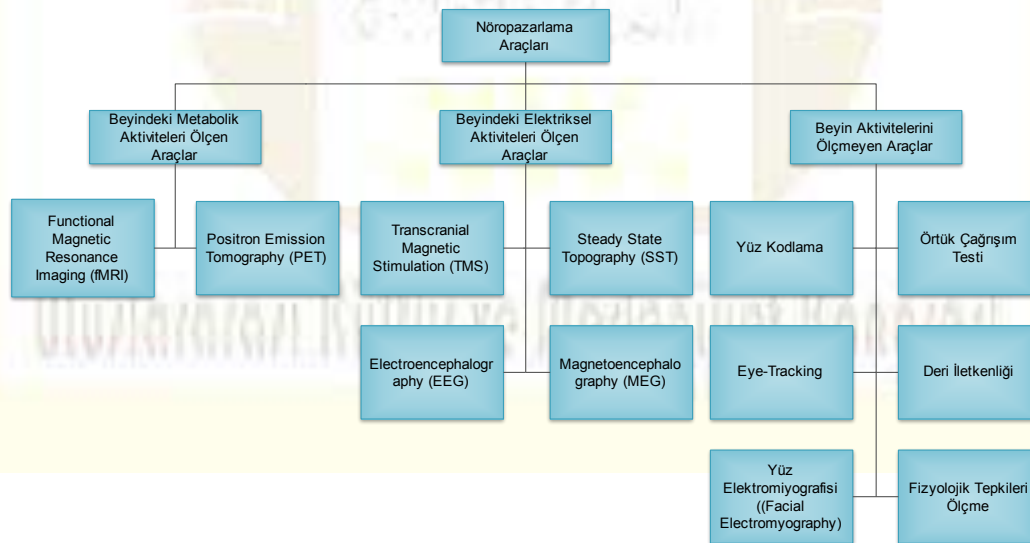 Nöropazarlama
Araçları
Beyindeki Metabolik
Aktiviteleri Ölçen
Araçlar
Beyindeki Elektriksel
Aktiviteleri Ölçen
Araçlar
Beyin Aktivitelerini
Ölçmeyen Araçlar
Functional
Magnetic
Resonance
Imaging (fMRI)
Positron Emission
Tomography (PET)
Transcranial
Magnetic
Stimulation (TMS)
Steady State
Topography (SST)
Yüz Kodlama
Örtük Çağrışım
Testi
Electroencephalogr
aphy (EEG)
Magnetoencephalo
graphy (MEG)
Eye-Tracking
Deri İletkenliği
Yüz
Elektromiyografisi
((Facial
Electromyography)
Fizyolojik Tepkileri
Ölçme